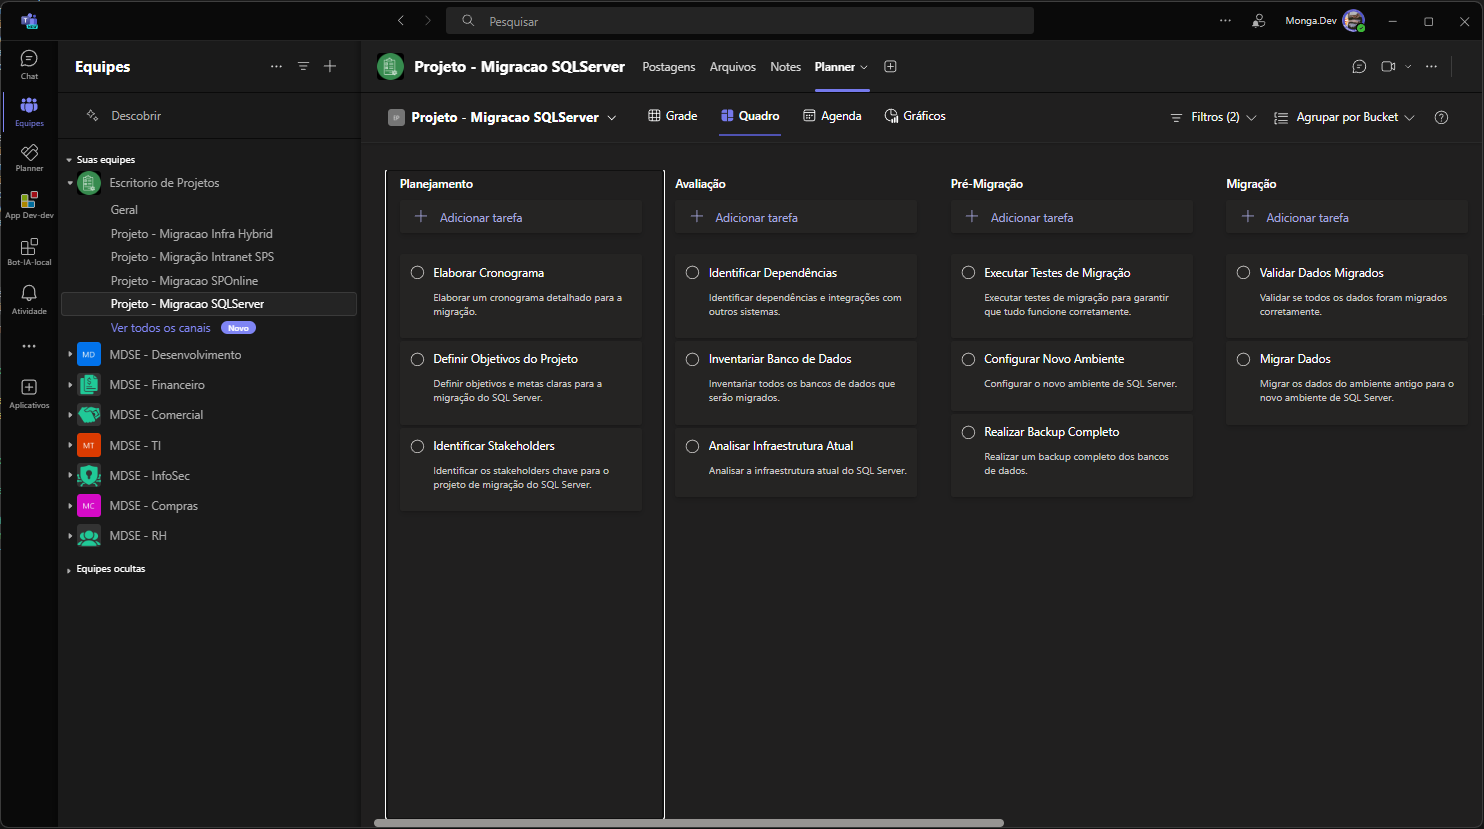 Pesquisar
Monga.Dev
Chat
Equipes
Planner
App Dev-dev
Bot-IA-local
Atividade
Aplicativos
Equipes
Descobrir
Suas equipes
Escritorio de Projetos
Geral
Projeto - Migracao Infra Hybrid
Projeto - Migração Intranet SPS
Projeto - Migracao SPOnline
Projeto - Migracao SQLServer
Ver todos os canais Novo
MD MDSE - Desenvolvimento
MDSE - Financeiro
MDSE - Comercial
MT MDSE - TI
MDSE - InfoSec
MC MDSE - Compras
MDSE - RH
Equipes ocultas
Projeto - Migracao SQLServer Postagens Arquivos Notes Planner
Projeto - Migracao SQLServer Grade Quadro Agenda Gráficos Filtros (2) Agrupar por Bucket
Planejamento
Adicionar tarefa
Elaborar Cronograma
Elaborar um cronograma detalhado para a
migração.
Definir Objetivos do Projeto
Definir objetivos e metas claras para a
migração do SQL Server.
Identificar Stakeholders
Identificar os stakeholders chave para o
projeto de migração do SQL Server.
Avaliação
Adicionar tarefa
Identificar Dependências
Identificar dependências e integrações com
outros sistemas.
Inventariar Banco de Dados
Inventariar todos os bancos de dados que
serão migrados.
Analisar Infraestrutura Atual
Analisar a infraestrutura atual do SQL Server.
Pré-Migração
Adicionar tarefa
Executar Testes de Migração
Executar testes de migração para garantir
que tudo funcione corretamente.
Configurar Novo Ambiente
Configurar o novo ambiente de SQL Server.
Realizar Backup Completo
Realizar um backup completo dos bancos
de dados.
Migração
Adicionar tarefa
Validar Dados Migrados
Validar se todos os dados foram migrados
corretamente.
Migrar Dados
Migrar os dados do ambiente antigo para o
novo ambiente de SQL Server.